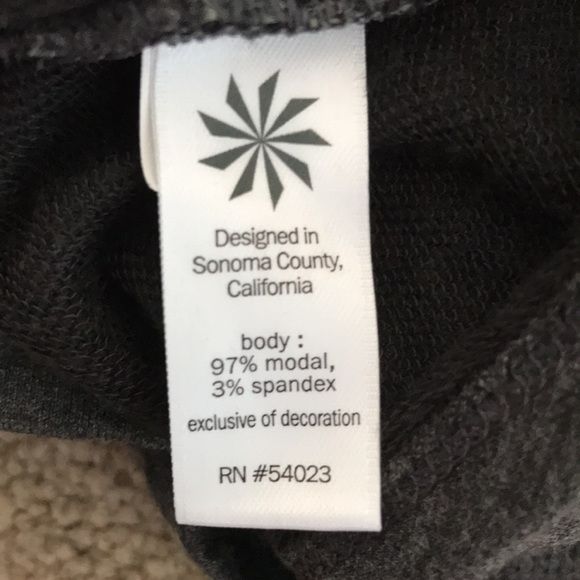 Designed in
Sonoma County,
California
body :
97% modal,
3% spandex
exclusive of decoration
RN #54023